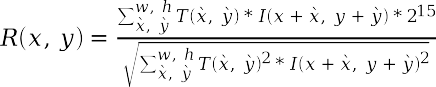 R(x, y) = \frac{\sum_{\grave{x},\ \grave{y}}^{w,\ h} T(\grave{x},\ \grave{y}) * I(x + \grave{x},\ y + \grave{y}) * 2^{15}}{\sqrt{\sum_{\grave{x},\ \grave{y}}^{w,\ h} T(\grave{x},\ \grave{y})^2 * I(x + \grave{x},\ y + \grave{y})^2}}